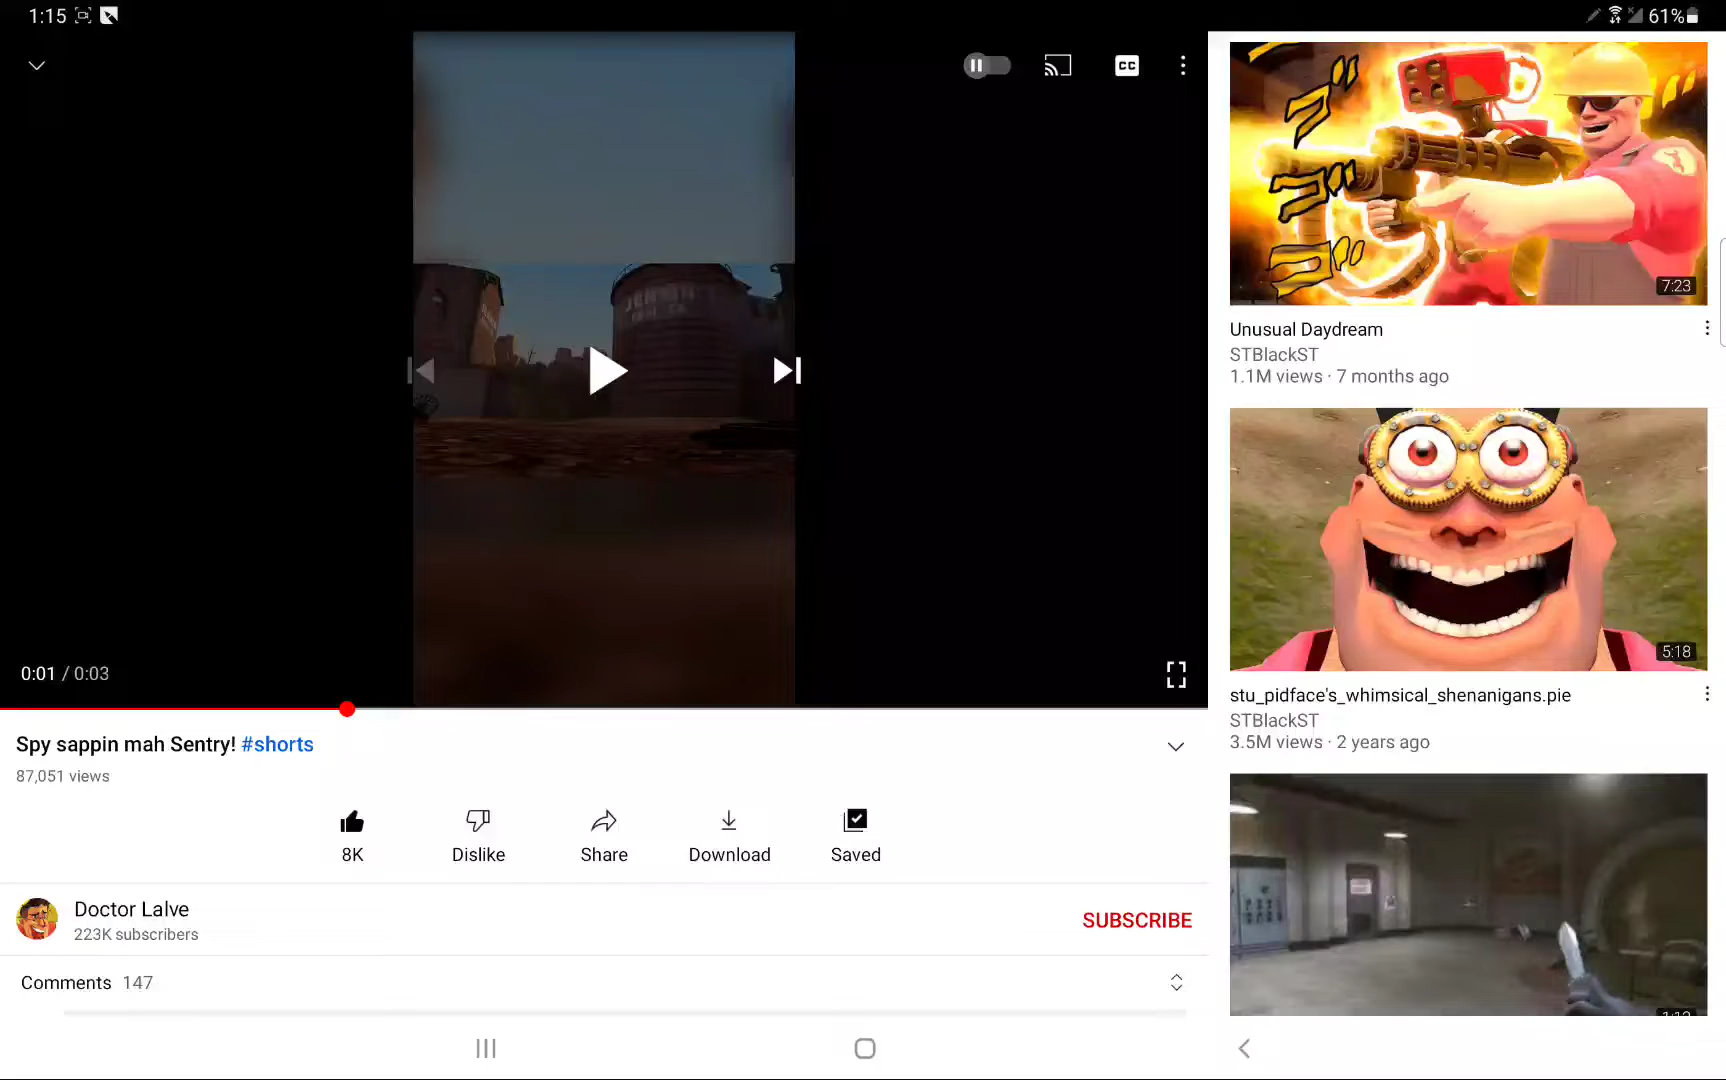 1:15
61%
CC
0:01 / 0:03
Spy sappin mah Sentry! #shorts
87,051 views
8K
Dislike
Share
Download
Saved
Doctor Lalve
223K subscribers
SUBSCRIBE
Comments 147
7:23
Unusual Daydream
STBlackST
1.1M views · 7 months ago
5:18
stu_pidface's_whimsical_shenanigans.pie
STBlackST
3.5M views · 2 years ago